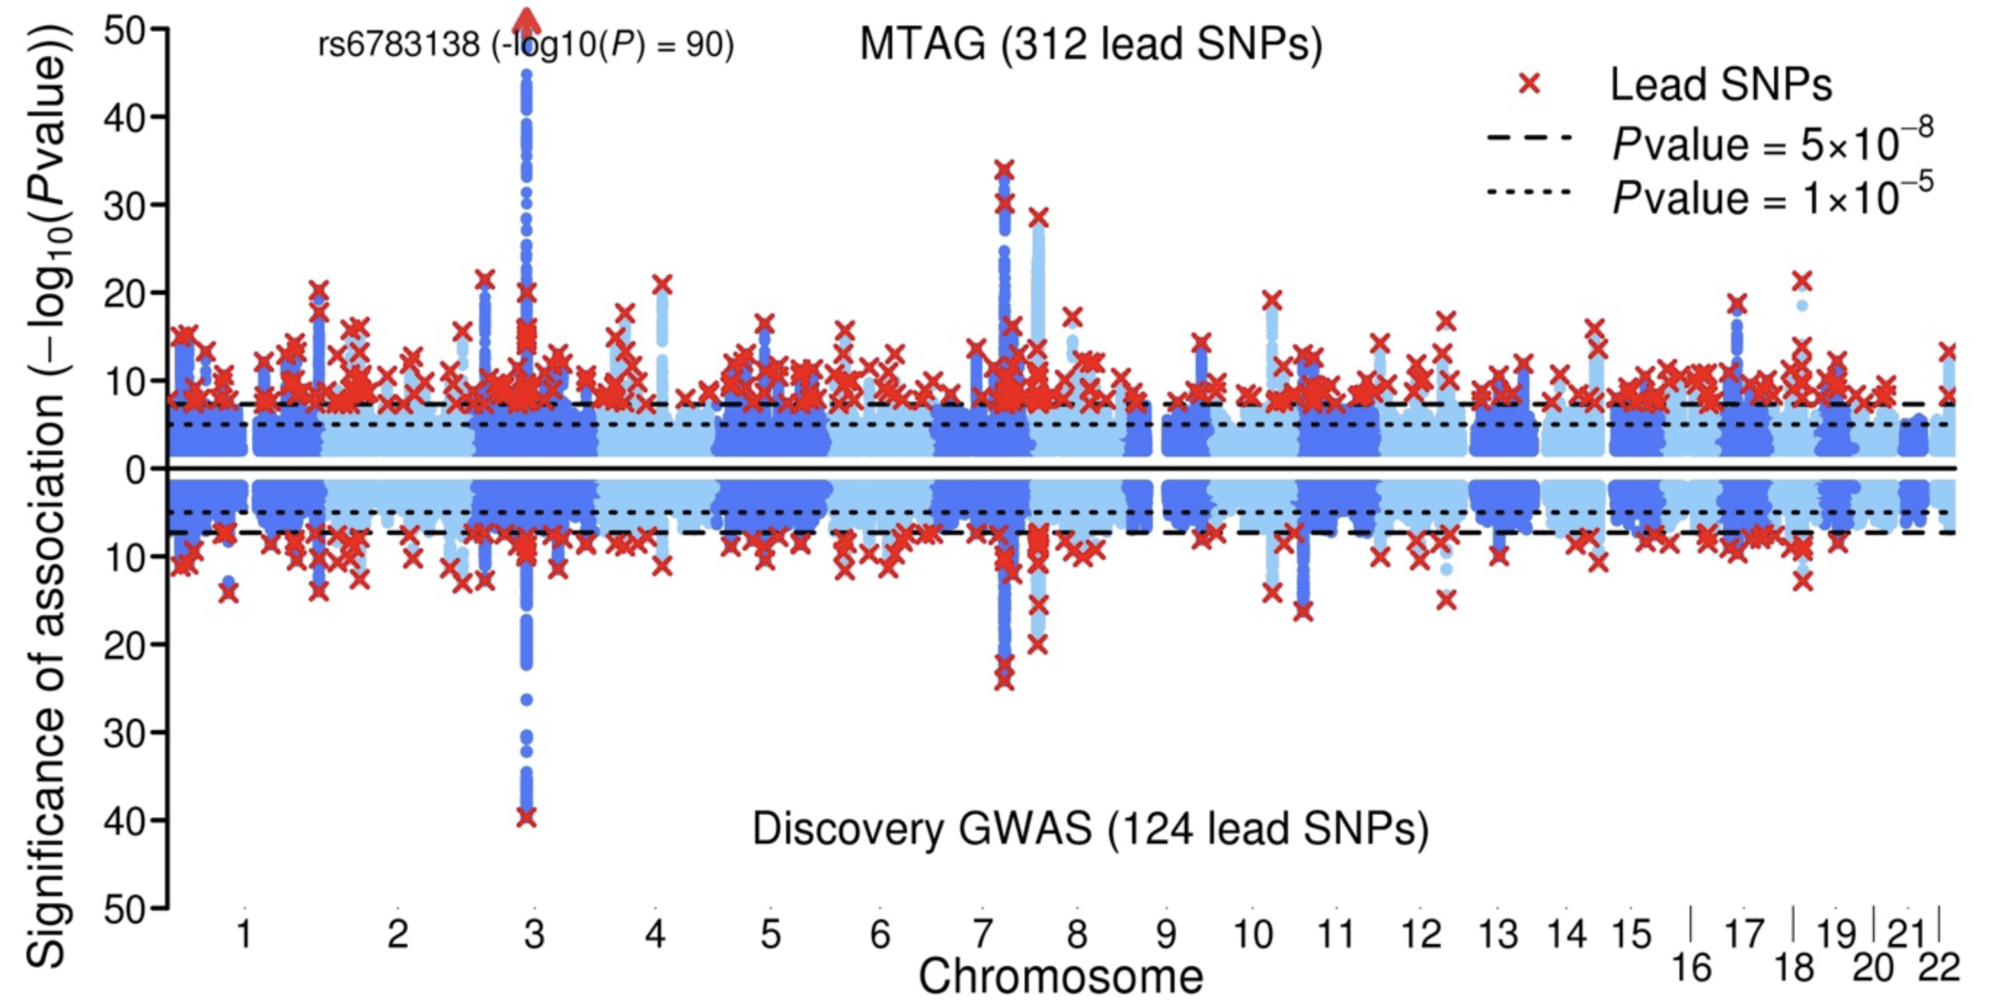 Significance of association (−log10(Pvalue))
50
40
30
20
10
0
10
20
30
40
50
rs6783138 (-log10(P) = 90)
MTAG (312 lead SNPs)
Lead SNPs
Pvalue = 5×10−8
Pvalue = 1×10−5
Discovery GWAS (124 lead SNPs)
1 2 3 4 5 6 7 8 9 10 11 12 13 14 15 17 19 21
16 18 20 22
Chromosome